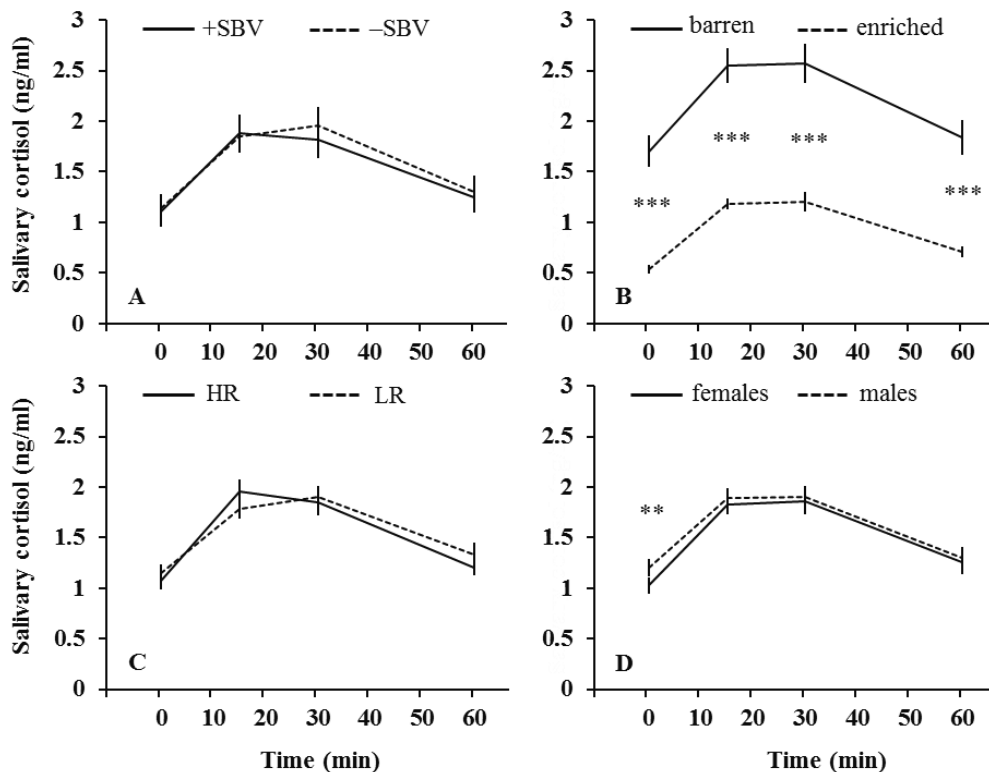 +SBV
–SBV
3
2.5
2
1.5
1
0.5
0
Salivary cortisol (ng/ml)
A
0 10 20 30 40 50 60
barren
enriched
3
2.5
2
1.5
1
0.5
0
***
***
***
***
B
0 10 20 30 40 50 60
HR
LR
3
2.5
2
1.5
1
0.5
0
Salivary cortisol (ng/ml)
C
0 10 20 30 40 50 60
Time (min)
females
males
3
2.5
2
1.5
1
0.5
0
**
D
0 10 20 30 40 50 60
Time (min)